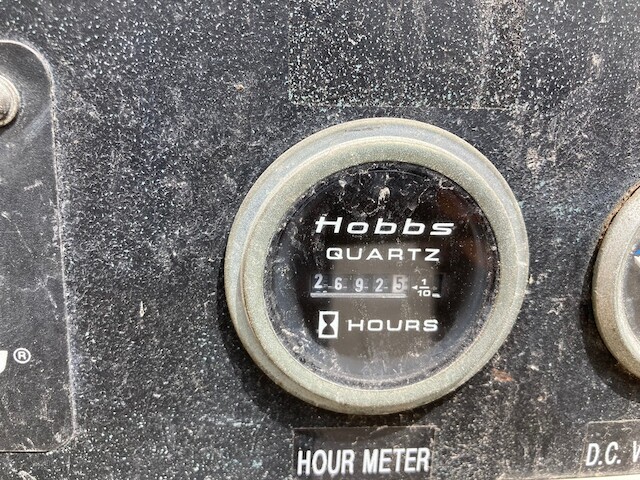 Hobbs
QUARTZ
26925 1/10
HOURS
®
HOUR METER
D.C.